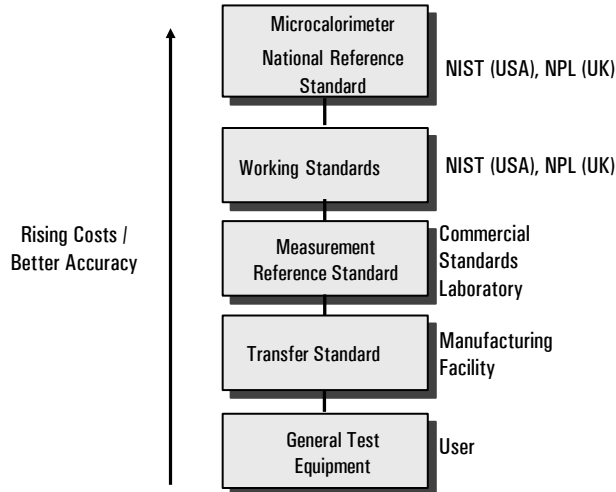 Microcalorimeter
National Reference
Standard
NIST (USA), NPL (UK)
Working Standards
NIST (USA), NPL (UK)
Rising Costs /
Better Accuracy
Measurement
Reference Standard
Commercial
Standards
Laboratory
Transfer Standard
Manufacturing
Facility
General Test
Equipment
User